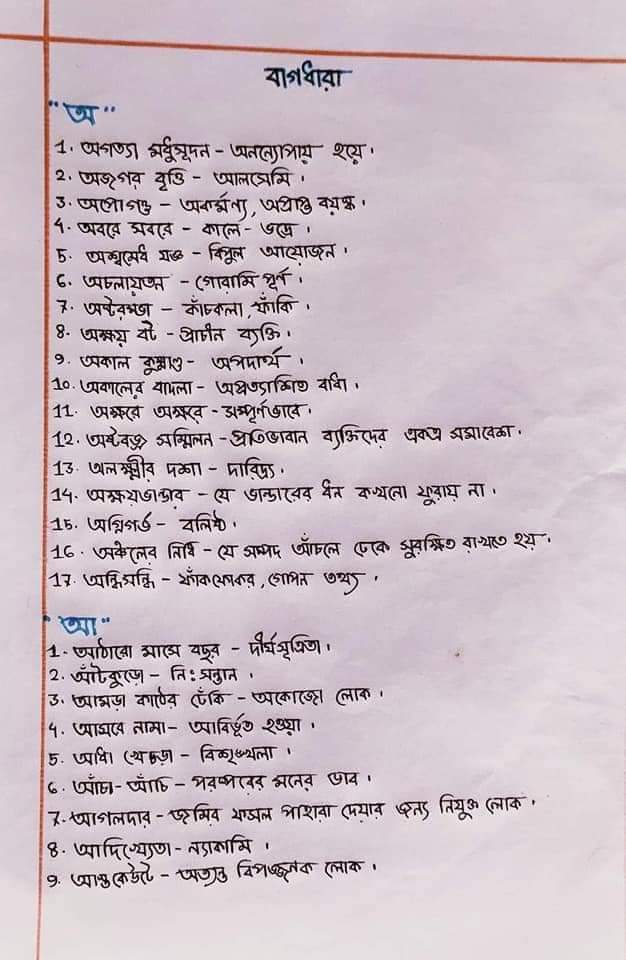 বাগধারা
"অ"
1. অগত্যা মধুসূদন - অনন্যোপায় হয়ে।
2. অজগর বৃত্তি - আলসেমি।
3. অপোগণ্ড - অকর্মণ্য, অপ্রাপ্ত বয়স্ক।
4. অবরে সবরে - কালে - ভদ্রে।
5. অশ্বমেধ যজ্ঞ - বিপুল আয়োজন।
6. অচলায়তন - গোরামি পূর্ণ।
7. অষ্টরম্ভা - কাঁচকলা, ফাঁকি।
8. অক্ষয় বট - প্রাচীন ব্যক্তি।
9. অকাল কুষ্মাণ্ড - অপদার্থ।
10. অকালের বাদলা - অপ্রত্যাশিত বাধা।
11. অক্ষরে অক্ষরে - সম্পূর্ণভাবে।
12. অষ্টবজ্র সম্মিলন - প্রতিভাবান ব্যক্তিদের একত্র সমাবেশ।
13. অলক্ষ্মীর দশা - দারিদ্র্য।
14. অক্ষয়ভান্ডার - যে ভান্ডারের ধন কখনো ফুরায় না।
15. অগ্নিগর্ভ - বলিষ্ঠ।
16. অঞ্চলের নিধি - যে সম্পদ আঁচলে ঢেকে সুরক্ষিত রাখতে হয়।
17. অন্ধিসন্ধি - ফাঁকফোকর, গোপন তথ্য।
"আ"
1. আঠারো মাসে বছর - দীর্ঘসূত্রিতা।
2. আঁটকুড়ো - নিঃসন্তান।
3. আমড়া কাঠের ঢেঁকি - অকেজো লোক।
4. আসরে নামা - আবির্ভূত হওয়া।
5. আধা খেচড়া - বিশৃঙ্খলা।
6. আঁচা-আঁচি - পরস্পরের মনের ভাব।
7. আগলদার - জমির ফসল পাহারা দেয়ার জন্য নিযুক্ত লোক।
8. আদিখ্যেতা - ন্যাকামি।
9. আস্তকেউটে - অত্যন্ত বিপজ্জনক লোক।